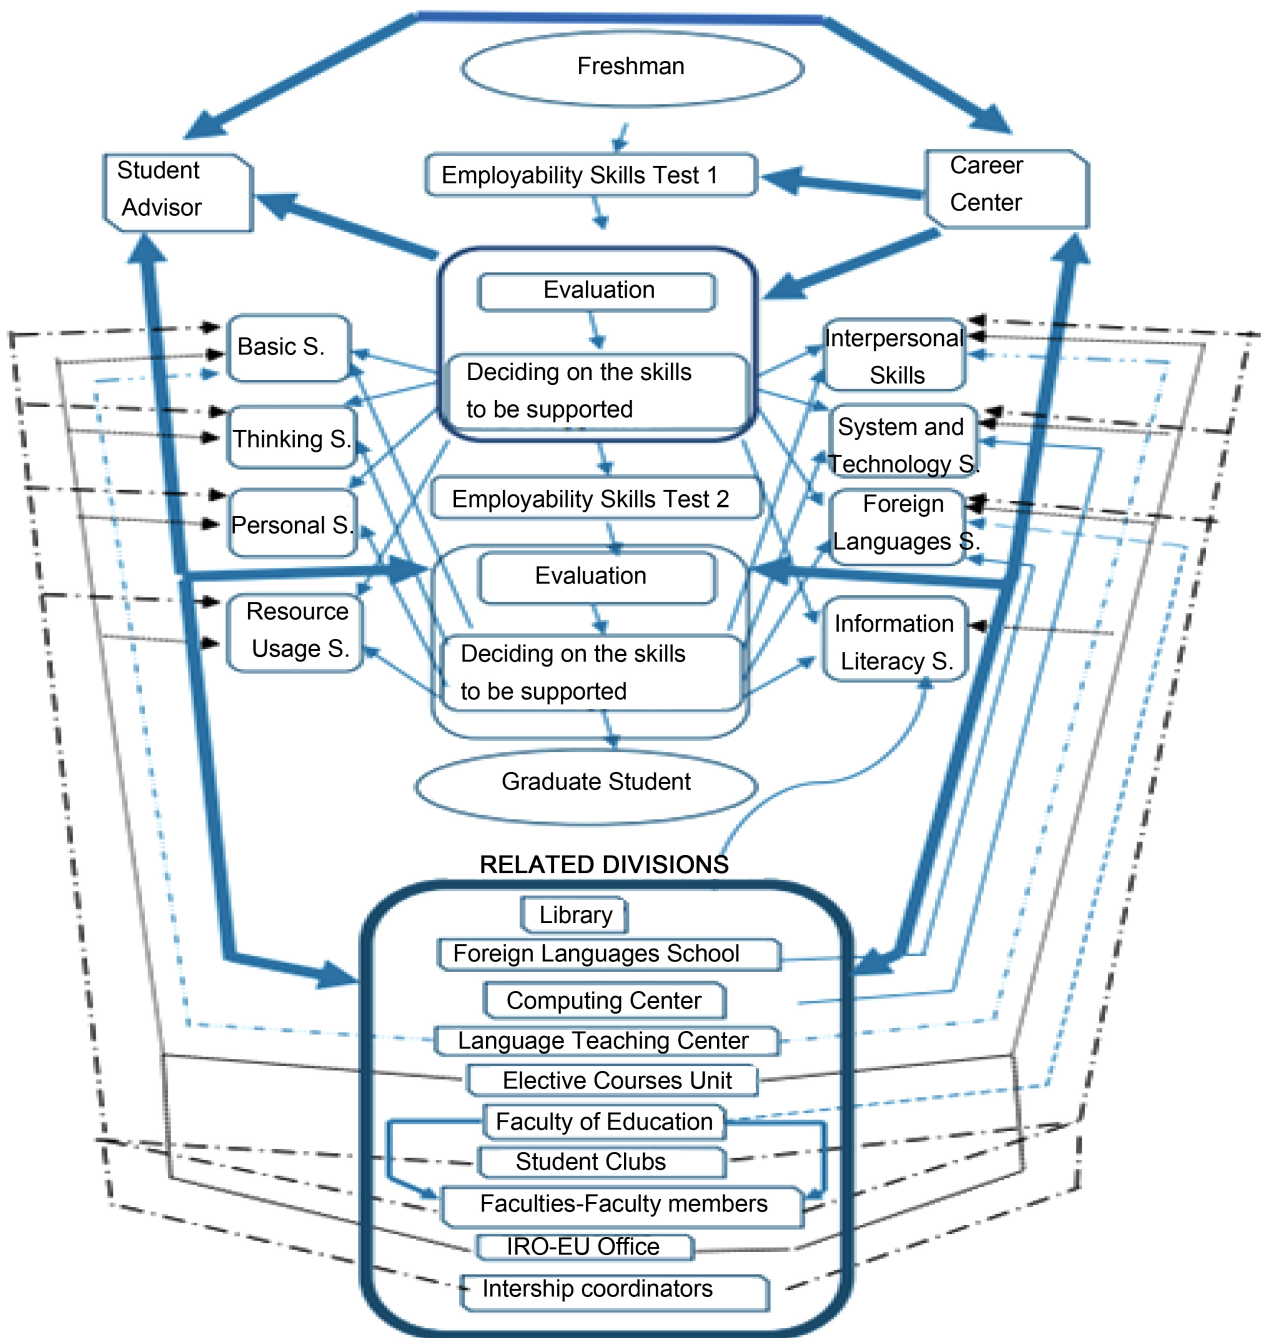 Freshman
Student
Advisor
Employability Skills Test 1
Career
Center
Evaluation
Deciding on the skills
to be supported
Basic S.
Thinking S.
Personal S.
Resource
Usage S.
Interpersonal
Skills
System and
Technology S.
Foreign
Languages S.
Information
Literacy S.
Employability Skills Test 2
Evaluation
Deciding on the skills
to be supported
Graduate Student
RELATED DIVISIONS
Library
Foreign Languages School
Computing Center
Language Teaching Center
Elective Courses Unit
Faculty of Education
Student Clubs
Faculties-Faculty members
IRO-EU Office
Intership coordinators